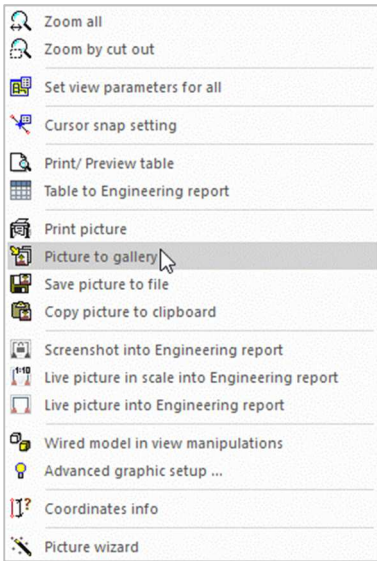 Zoom all
Zoom by cut out
Set view parameters for all
Cursor snap setting
Print/ Preview table
Table to Engineering report
Print picture
Picture to gallery
Save picture to file
Copy picture to clipboard
Screenshot into Engineering report
1:10 Live picture in scale into Engineering report
Live picture into Engineering report
Wired model in view manipulations
Advanced graphic setup ...
Coordinates info
Picture wizard